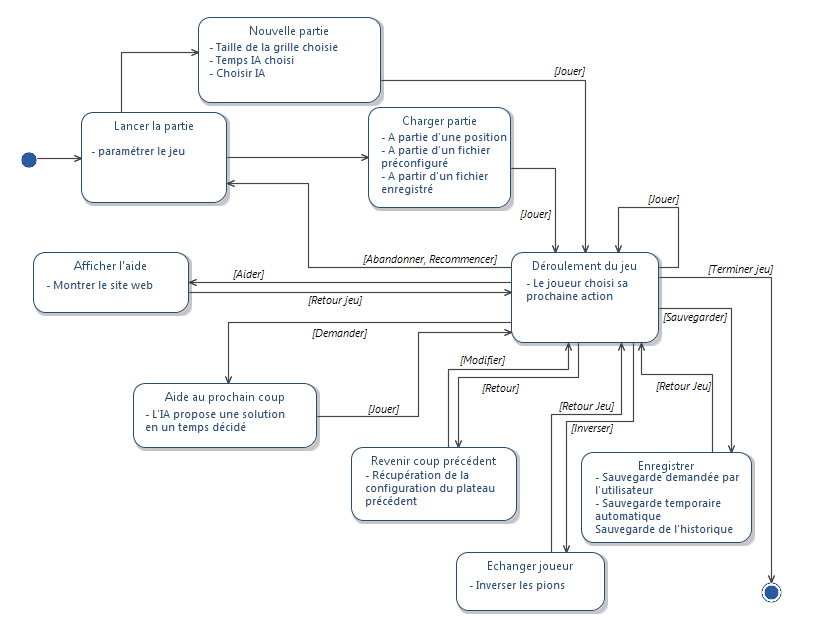 Nouvelle partie
- Taille de la grille choisie
- Temps IA choisi
- Choisir IA
[Jouer]
Lancer la partie
- paramétrer le jeu
Charger partie
- A partie d'une position
- A partie d'un fichier
préconfiguré
- A partir d'un fichier
enregistré
[Jouer]
[Jouer]
[Abandonner, Recommencer]
Afficher l'aide
- Montrer le site web
[Aider]
[Retour jeu]
Déroulement du jeu
- Le joueur choisi sa
prochaine action
[Terminer jeu]
[Sauvegarder]
[Demander]
Aide au prochain coup
- L'IA propose une solution
en un temps décidé
[Jouer]
[Modifier]
[Retour]
[Retour Jeu]
[Retour Jeu]
[Inverser]
Revenir coup précédent
- Récupération de la
configuration du plateau
précédent
Enregistrer
- Sauvegarde demandée par
l'utilisateur
- Sauvegarde temporaire
automatique
Sauvegarde de l'historique
Echanger joueur
- Inverser les pions